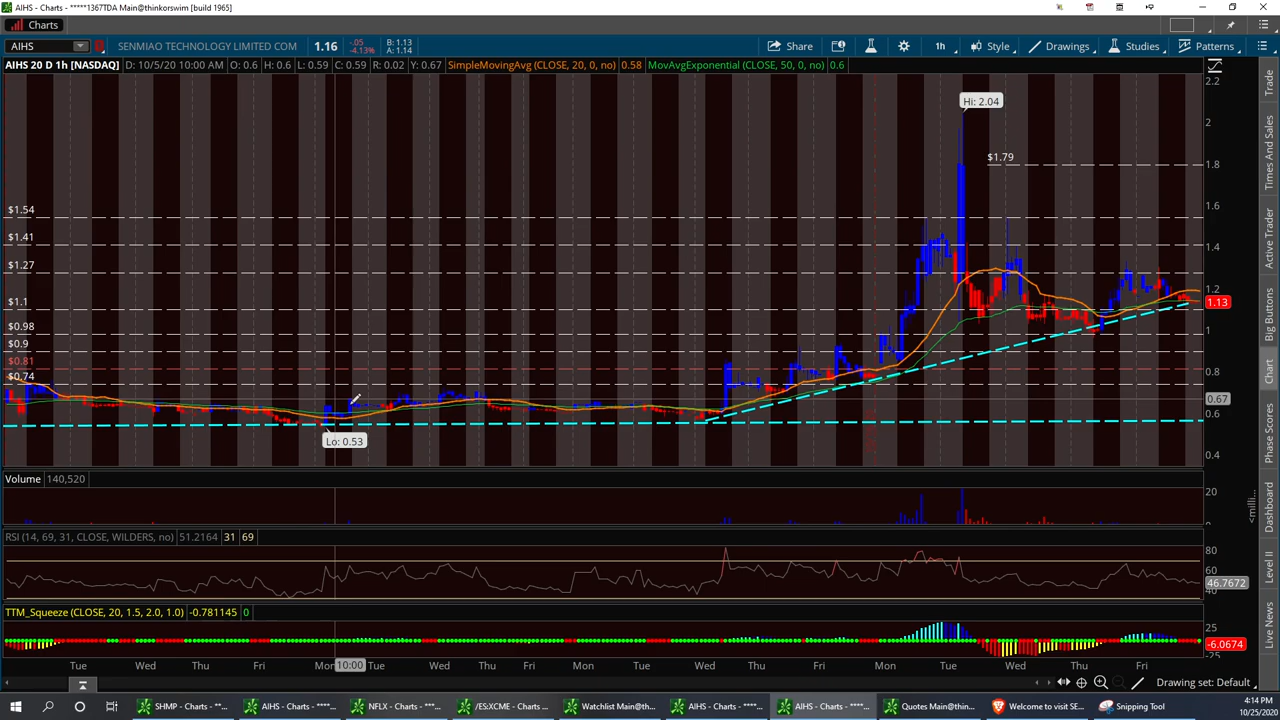 AIHS - Charts - *****1367TDA Main@thinkorswim [build 1965]
Charts
AIHS SENMIAO TECHNOLOGY LIMITED COM 1.16 -.05 -4.13% B: 1.13 A: 1.14 Share 1h Style Drawings Studies Patterns
AIHS 20 D 1h [NASDAQ] D: 10/5/20 10:00 AM O: 0.6 H: 0.6 L: 0.59 C: 0.59 R: 0.02 Y: 0.67 SimpleMovingAvg (CLOSE, 20, 0, no) 0.58 MovAvgExponential (CLOSE, 50, 0, no) 0.6
2.2
Hi: 2.04
2
$1.79
1.8
$1.54
1.6
$1.41
1.4
$1.27
1.2
$1.1
1.13
$0.98
1
$0.9
$0.81
0.8
$0.74
0.67
0.6
Lo: 0.53
0.4
Volume 140,520
20
0
<milli...
RSI (14, 69, 31, CLOSE, WILDERS, no) 51.2164 31 69
80
60
46.7672
40
TTM_Squeeze (CLOSE, 20, 1.5, 2.0, 1.0) -0.781145 0
25
-6.0674
-25
Tue Wed Thu Fri Mon 10:00 Tue Wed Thu Fri Mon Tue Wed Thu Fri Mon Tue Wed Thu Fri
Drawing set: Default
Trade
Times And Sales
Active Trader
Big Buttons
Chart
Phase Scores
Dashboard
Level II
Live News
SHMP - Charts - **... AIHS - Charts - ****... NFLX - Charts - ****... /ES:XCME - Charts ... Watchlist Main@th... AIHS - Charts - ****... AIHS - Charts - ****... Quotes Main@thin... Welcome to visit SE... Snipping Tool
4:14 PM
10/25/2020